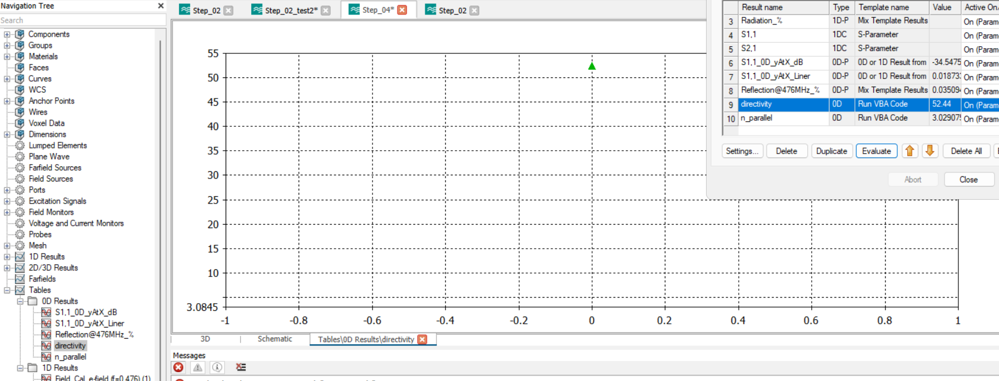 Navigation Tree
Search
Components
Groups
Materials
Faces
Curves
WCS
Anchor Points
Wires
Voxel Data
Dimensions
Lumped Elements
Plane Wave
Farfield Sources
Field Sources
Ports
Excitation Signals
Field Monitors
Voltage and Current Monitors
Probes
Mesh
1D Results
2D/3D Results
Farfields
Tables
0D Results
S1,1_0D_yAtX_dB
S1,1_0D_yAtX_Liner
Reflection@476MHz_%
directivity
n_parallel
1D Results
Field_Cal_e-field (f=0.476) (1)
Step_02 Step_02_test2* Step_04* Step_02
55
50
45
40
35
30
25
20
15
10
3.0845
-1 -0.8 -0.6 -0.4 -0.2 0 0.2 0.4 0.6 0.8 1
Result name Type Template name Value Active On/
3 Radiation_% 1D-P Mix Template Results On (Param
4 S1,1 1DC S-Parameter On (Param
5 S2,1 1DC S-Parameter On (Param
6 S1,1_0D_yAtX_dB 0D-P 0D or 1D Result from -34.5475 On (Param
7 S1,1_0D_yAtX_Liner 0D-P 0D or 1D Result from 0.01873 On (Param
8 Reflection@476MHz_% 0D-P Mix Template Results 0.03509 On (Param
9 directivity 0D Run VBA Code 52.44 On (Param
10 n_parallel 0D Run VBA Code 3.02907 On (Param
Settings... Delete Duplicate Evaluate Delete All
Abort Close
3D Schematic Tables\0D Results\directivity
Messages